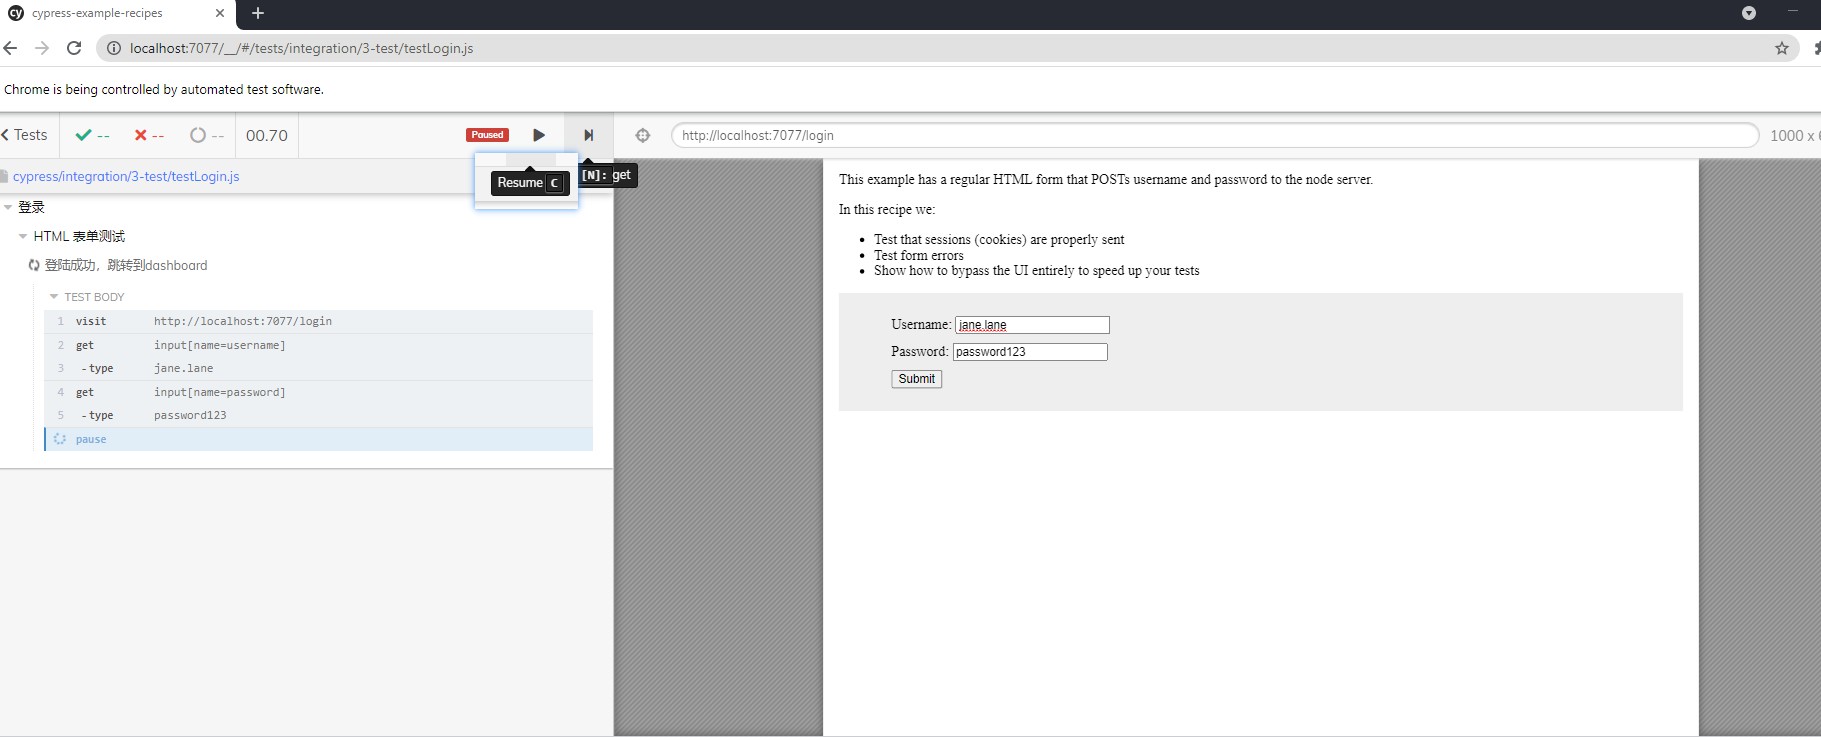 cypress-example-recipes
localhost:7077/__/#/tests/integration/3-test/testLogin.js
Chrome is being controlled by automated test software.
Tests -- -- -- 00.70 Paused http://localhost:7077/login 1000 x
Resume C [N]: get
cypress/integration/3-test/testLogin.js
登录
HTML 表单测试
登陆成功，跳转到dashboard
TEST BODY
1 visit http://localhost:7077/login
2 get input[name=username]
3 -type jane.lane
4 get input[name=password]
5 -type password123
pause
This example has a regular HTML form that POSTs username and password to the node server.
In this recipe we:
• Test that sessions (cookies) are properly sent
• Test form errors
• Show how to bypass the UI entirely to speed up your tests
Username: jane.lane
Password: password123
Submit